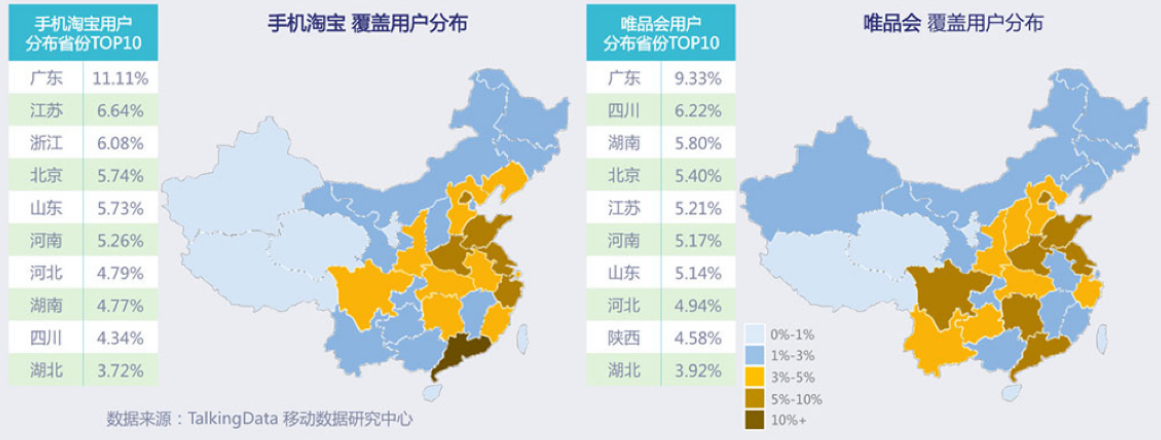 手机淘宝用户
分布省份TOP10
广东 11.11%
江苏 6.64%
浙江 6.08%
北京 5.74%
山东 5.73%
河南 5.26%
河北 4.79%
湖南 4.77%
四川 4.34%
湖北 3.72%
手机淘宝 覆盖用户分布
数据来源：TalkingData 移动数据研究中心
唯品会用户
分布省份TOP10
广东 9.33%
四川 6.22%
湖南 5.80%
北京 5.40%
江苏 5.21%
河南 5.17%
山东 5.14%
河北 4.94%
陕西 4.58%
湖北 3.92%
唯品会 覆盖用户分布
0%-1%
1%-3%
3%-5%
5%-10%
10%+